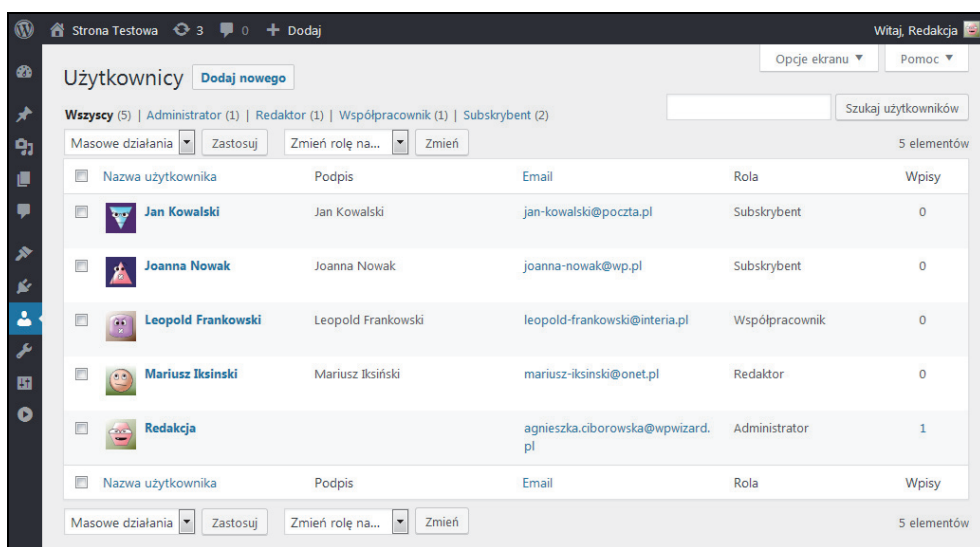 Strona Testowa 3 0 + Dodaj Witaj, Redakcja
Opcje ekranu ▼ Pomoc ▼
Użytkownicy Dodaj nowego
Wszyscy (5) | Administrator (1) | Redaktor (1) | Współpracownik (1) | Subskrybent (2) Szukaj użytkowników
Masowe działania Zastosuj Zmień rolę na... Zmień 5 elementów
Nazwa użytkownika Podpis Email Rola Wpisy
Jan Kowalski Jan Kowalski jan-kowalski@poczta.pl Subskrybent 0
Joanna Nowak Joanna Nowak joanna-nowak@wp.pl Subskrybent 0
Leopold Frankowski Leopold Frankowski leopold-frankowski@interia.pl Współpracownik 0
Mariusz Iksinski Mariusz Iksiński mariusz-iksinski@onet.pl Redaktor 0
Redakcja agnieszka.ciborowska@wpwizard. Administrator 1
pl
Nazwa użytkownika Podpis Email Rola Wpisy
Masowe działania Zastosuj Zmień rolę na... Zmień 5 elementów